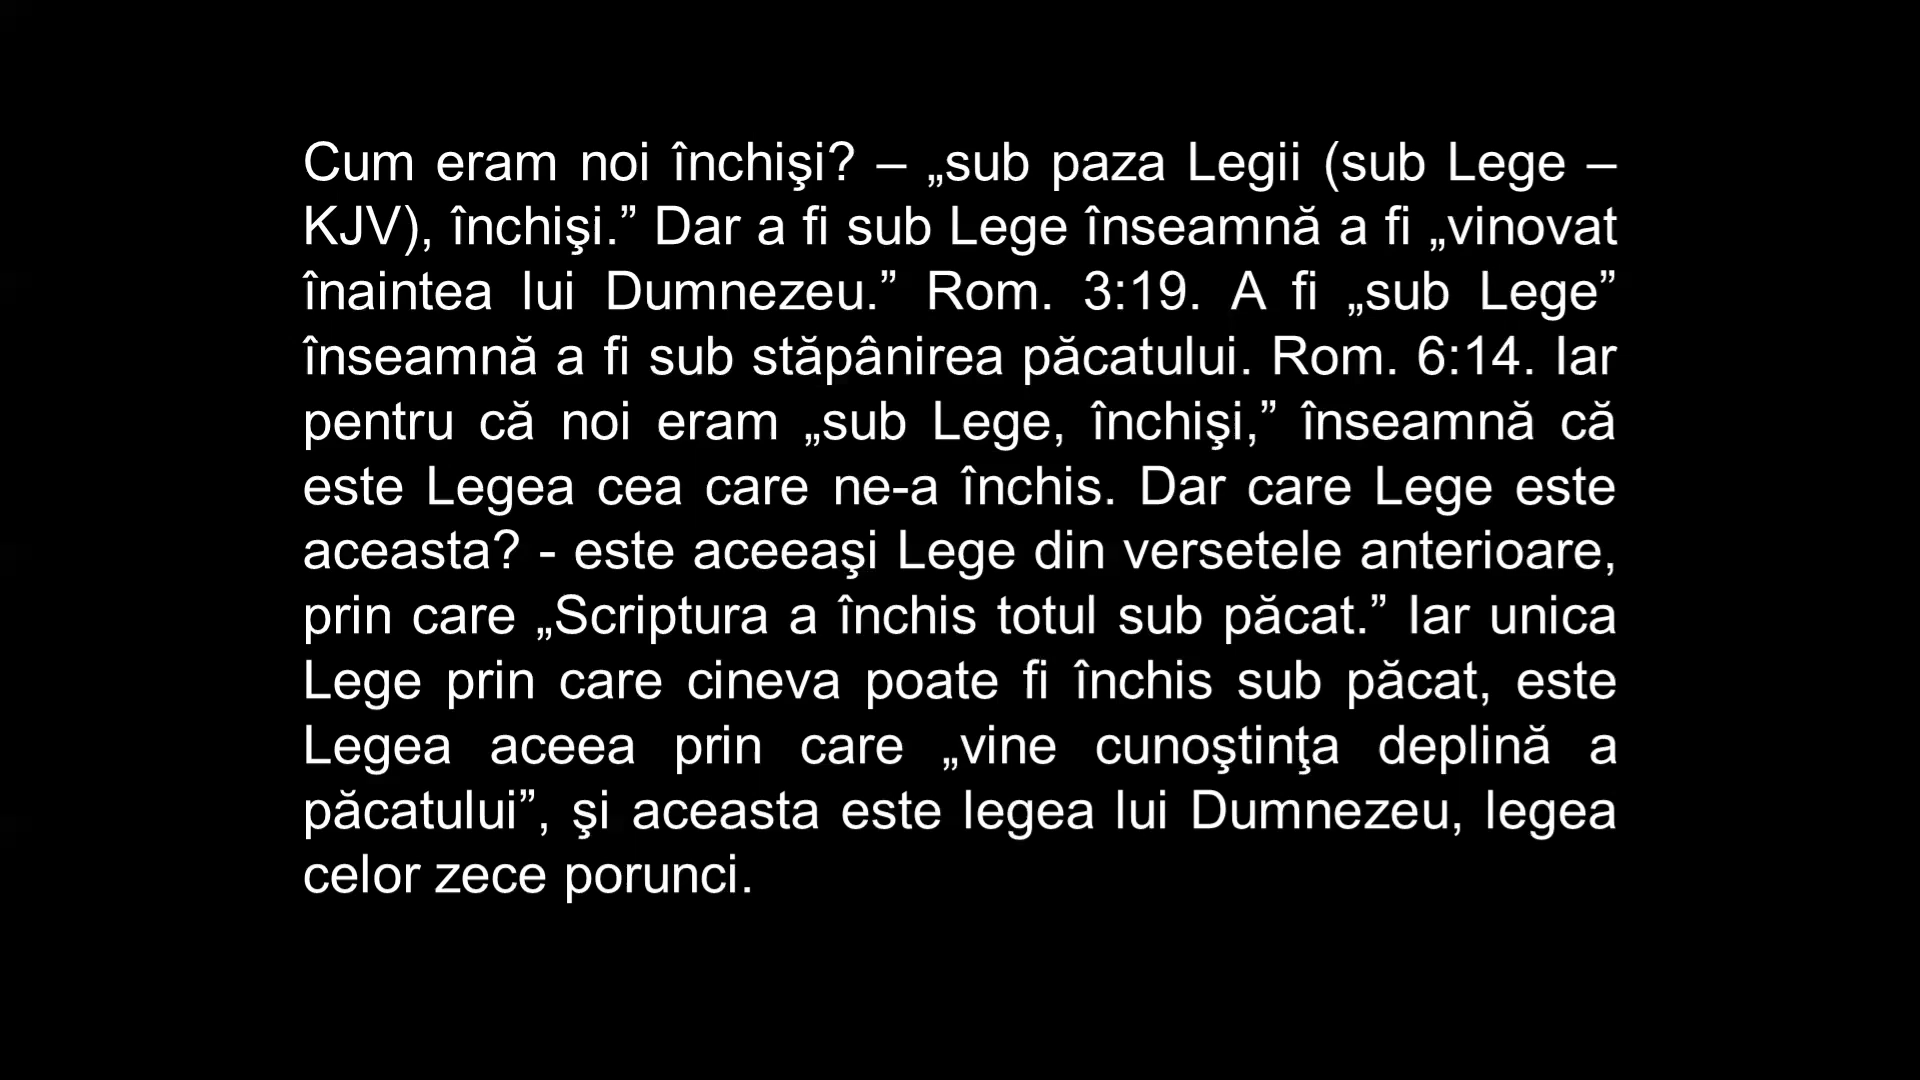 Cum eram noi închişi? – „sub paza Legii (sub Lege –
KJV), închişi.” Dar a fi sub Lege înseamnă a fi „vinovat
înaintea lui Dumnezeu.” Rom. 3:19. A fi „sub Lege”
înseamnă a fi sub stăpânirea păcatului. Rom. 6:14. Iar
pentru că noi eram „sub Lege, închişi,” înseamnă că
este Legea cea care ne-a închis. Dar care Lege este
aceasta? - este aceeaşi Lege din versetele anterioare,
prin care „Scriptura a închis totul sub păcat.” Iar unica
Lege prin care cineva poate fi închis sub păcat, este
Legea aceea prin care „vine cunoştinţa deplină a
păcatului”, şi aceasta este legea lui Dumnezeu, legea
celor zece porunci.